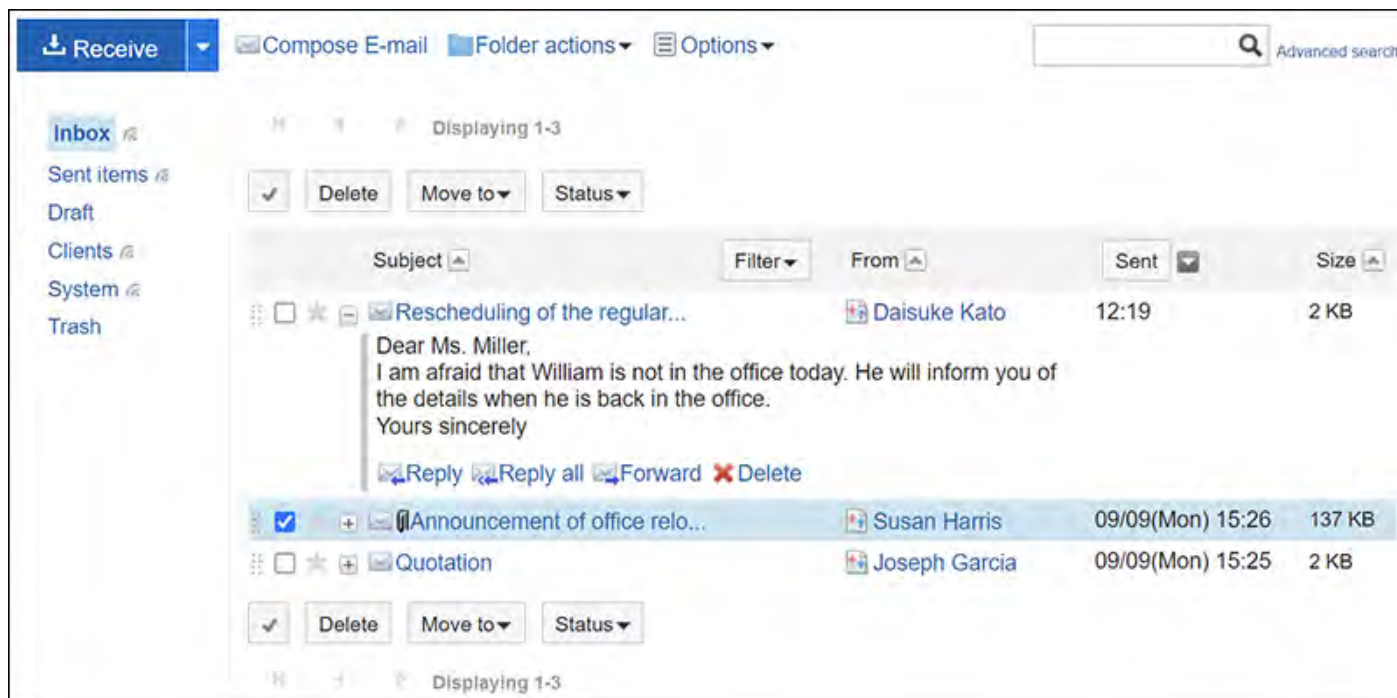 Receive Compose E-mail Folder actions Options Advanced search
Inbox
Sent items
Draft
Clients
System
Trash
Displaying 1-3
Delete Move to Status
Subject Filter From Sent Size
Rescheduling of the regular... Daisuke Kato 12:19 2 KB
Dear Ms. Miller,
I am afraid that William is not in the office today. He will inform you of
the details when he is back in the office.
Yours sincerely
Reply Reply all Forward Delete
Announcement of office relo... Susan Harris 09/09(Mon) 15:26 137 KB
Quotation Joseph Garcia 09/09(Mon) 15:25 2 KB
Delete Move to Status
Displaying 1-3